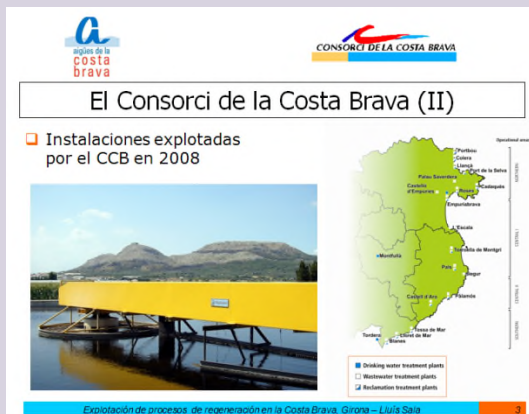 aigües de la
costa
brava
CONSORCI DE LA COSTA BRAVA
El Consorci de la Costa Brava (II)
Instalaciones explotadas
por el CCB en 2008
Operational areas
Portbou
Colera
Llançà
Port de la Selva
Palau Saverdera
Cadaqués
Roses
Castelló
d'Empúries
Empuriabrava
L'Escala
Torroella de Montgrí
Montfullà
Pals
Begur
Palamós
Castell d'Aro
Tossa de Mar
Lloret de Mar
Tordera
Blanes
Drinking water treatment plants
Wastewater treatment plants
Reclamation treatment plants
Explotación de procesos de regeneración en la Costa Brava, Girona – Lluís Sala
3